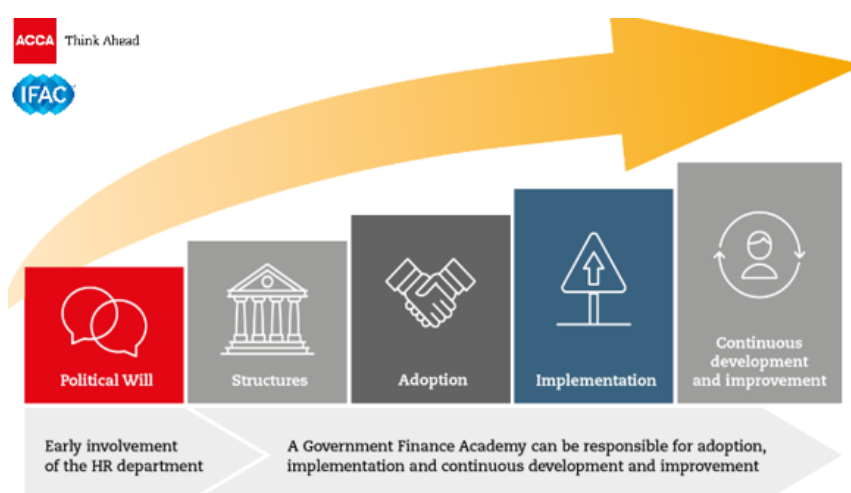 ACCA Think Ahead
IFAC
Political Will
Structures
Adoption
Implementation
Continuous
development
and improvement
Early involvement
of the HR department
A Government Finance Academy can be responsible for adoption,
implementation and continuous development and improvement